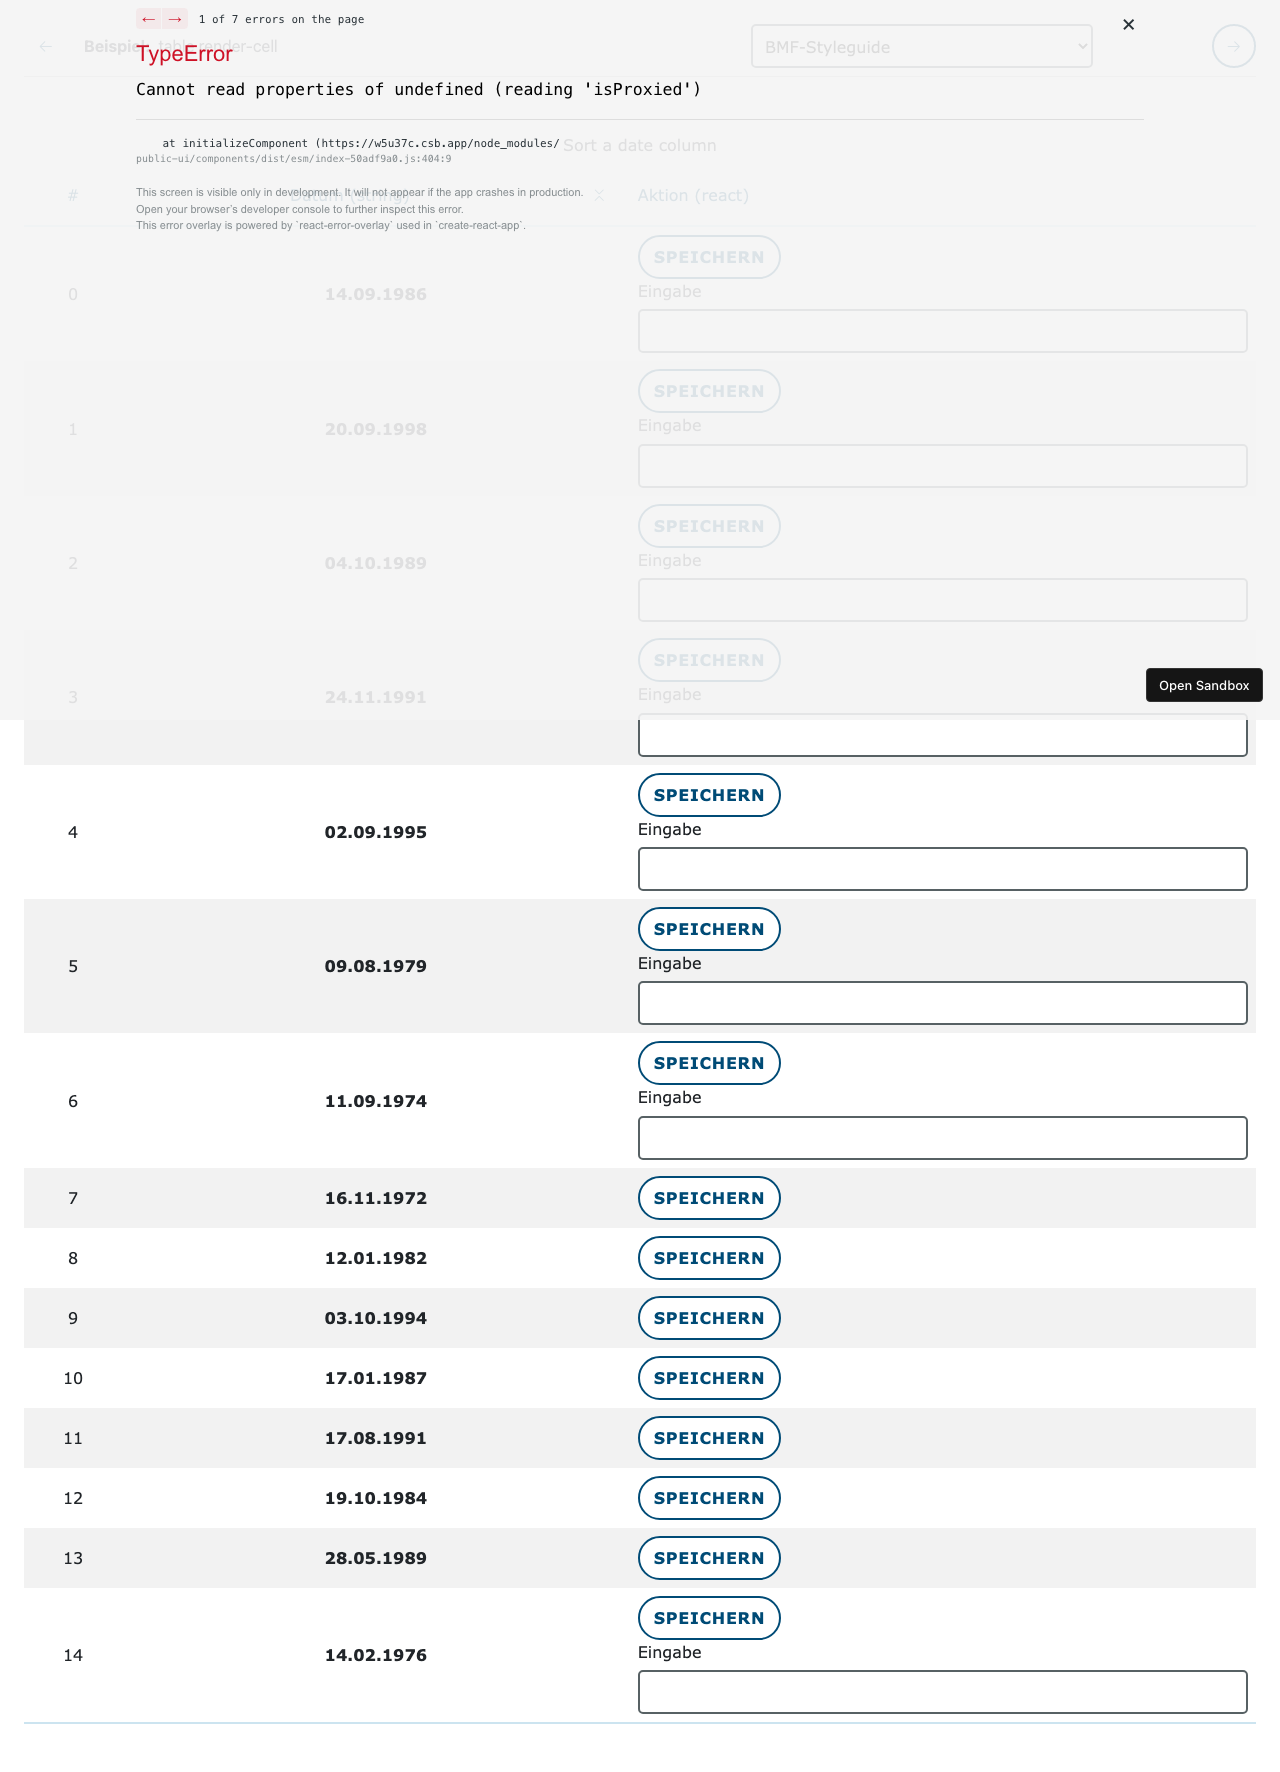 ← → 1 of 7 errors on the page
×
← Beispiel table render-cell
BMF-Styleguide
→
TypeError
Cannot read properties of undefined (reading 'isProxied')
at initializeComponent (https://w5u37c.csb.app/node_modules/
public-ui/components/dist/esm/index-50adf9a0.js:404:9
Sort a date column
This screen is visible only in development. It will not appear if the app crashes in production.
Open your browser’s developer console to further inspect this error.
This error overlay is powered by `react-error-overlay` used in `create-react-app`.
# Datum (string) Aktion (react)
SPEICHERN
0 14.09.1986 Eingabe
SPEICHERN
1 20.09.1998 Eingabe
SPEICHERN
2 04.10.1989 Eingabe
SPEICHERN
3 24.11.1991 Eingabe
Open Sandbox
SPEICHERN
4 02.09.1995 Eingabe
SPEICHERN
5 09.08.1979 Eingabe
SPEICHERN
6 11.09.1974 Eingabe
7 16.11.1972 SPEICHERN
8 12.01.1982 SPEICHERN
9 03.10.1994 SPEICHERN
10 17.01.1987 SPEICHERN
11 17.08.1991 SPEICHERN
12 19.10.1984 SPEICHERN
13 28.05.1989 SPEICHERN
SPEICHERN
14 14.02.1976 Eingabe